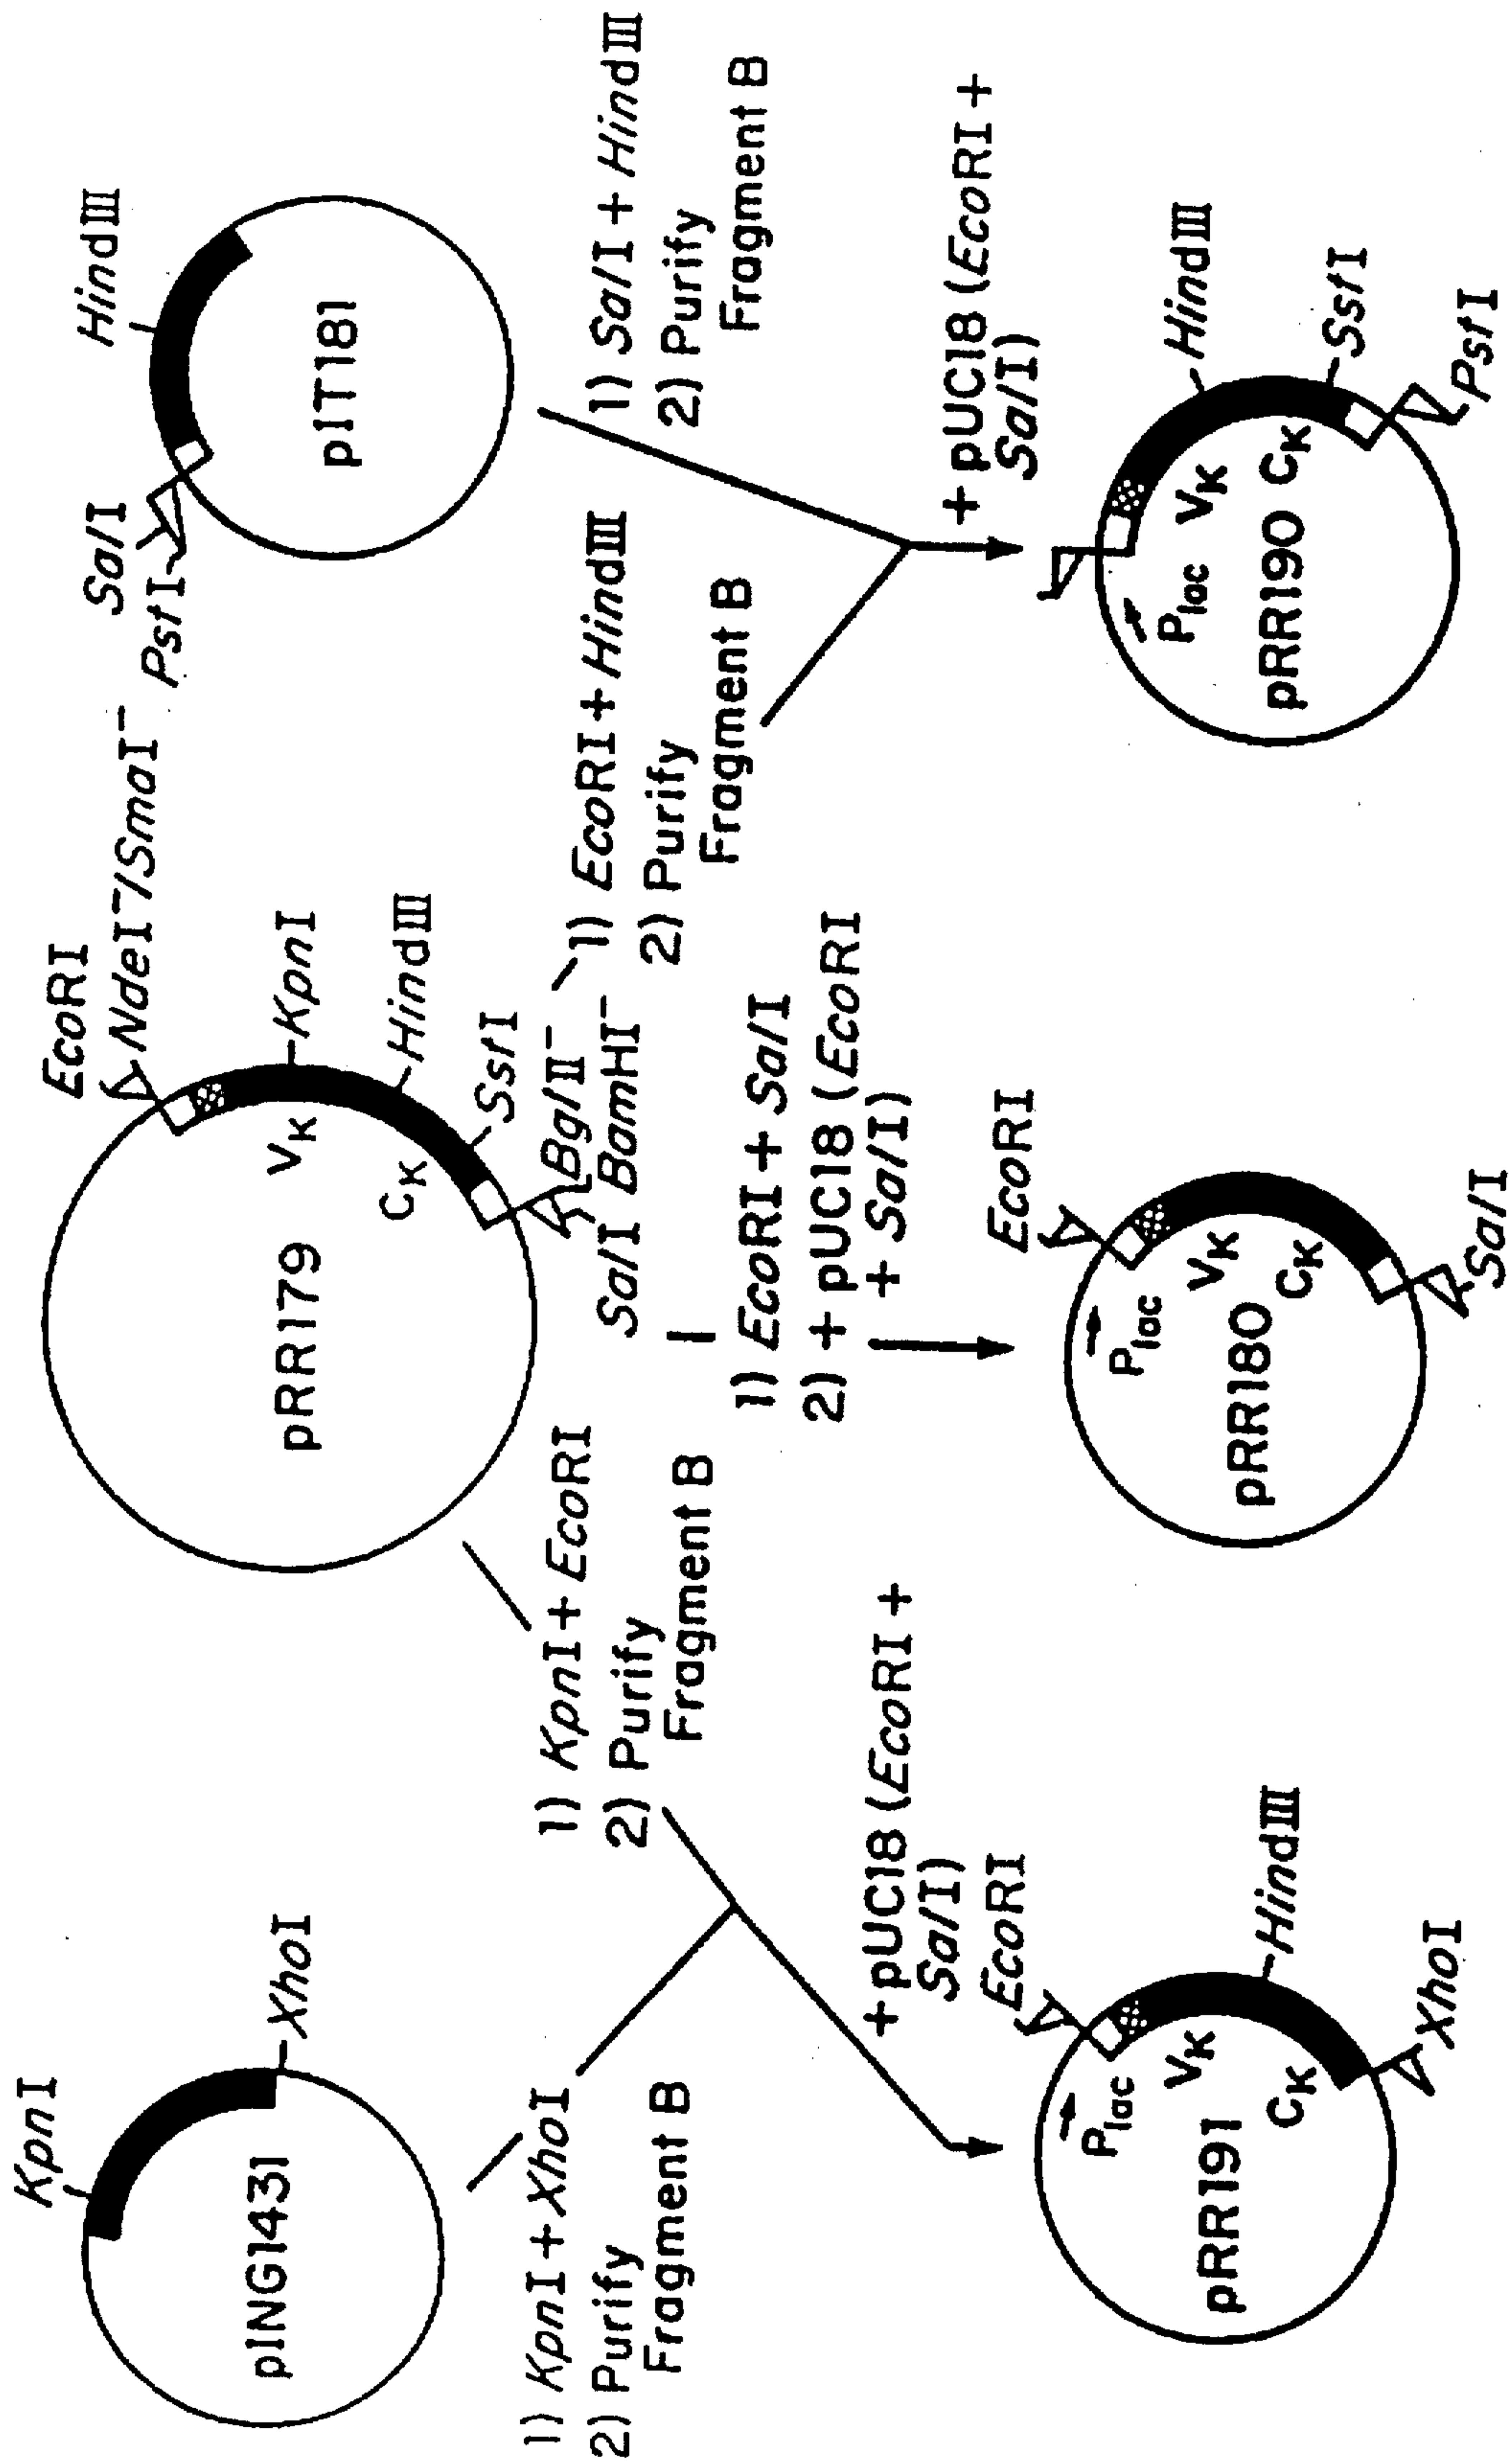 KpnI
XhoI
pING1431
1) KpnI+XhoI
2) Purify
Fragment B
EcoRI
NdeI⁻/SmaI⁻
KpnI
HindIII
SstI
BglII⁻
SalI BamHI⁻
VK
CK
pRR179
1) KpnI+EcoRI
2) Purify
Fragment B
1) EcoRI+SalI
2) + pUC18 (EcoRI
+ SalI)
1) EcoRI+HindIII
2) Purify
Fragment B
SalI
PstI
HindIII
pIT181
1) SalI+HindIII
2) Purify
Fragment B
+pUC18 (EcoRI+
SalI)
EcoRI
HindIII
XhoI
Plac
VK
CK
pRR191
EcoRI
SalI
Plac
VK
CK
pRR180
+pUC18 (EcoRI+
SalI)
HindIII
SstI
PstI
Plac VK
pRR190 CK